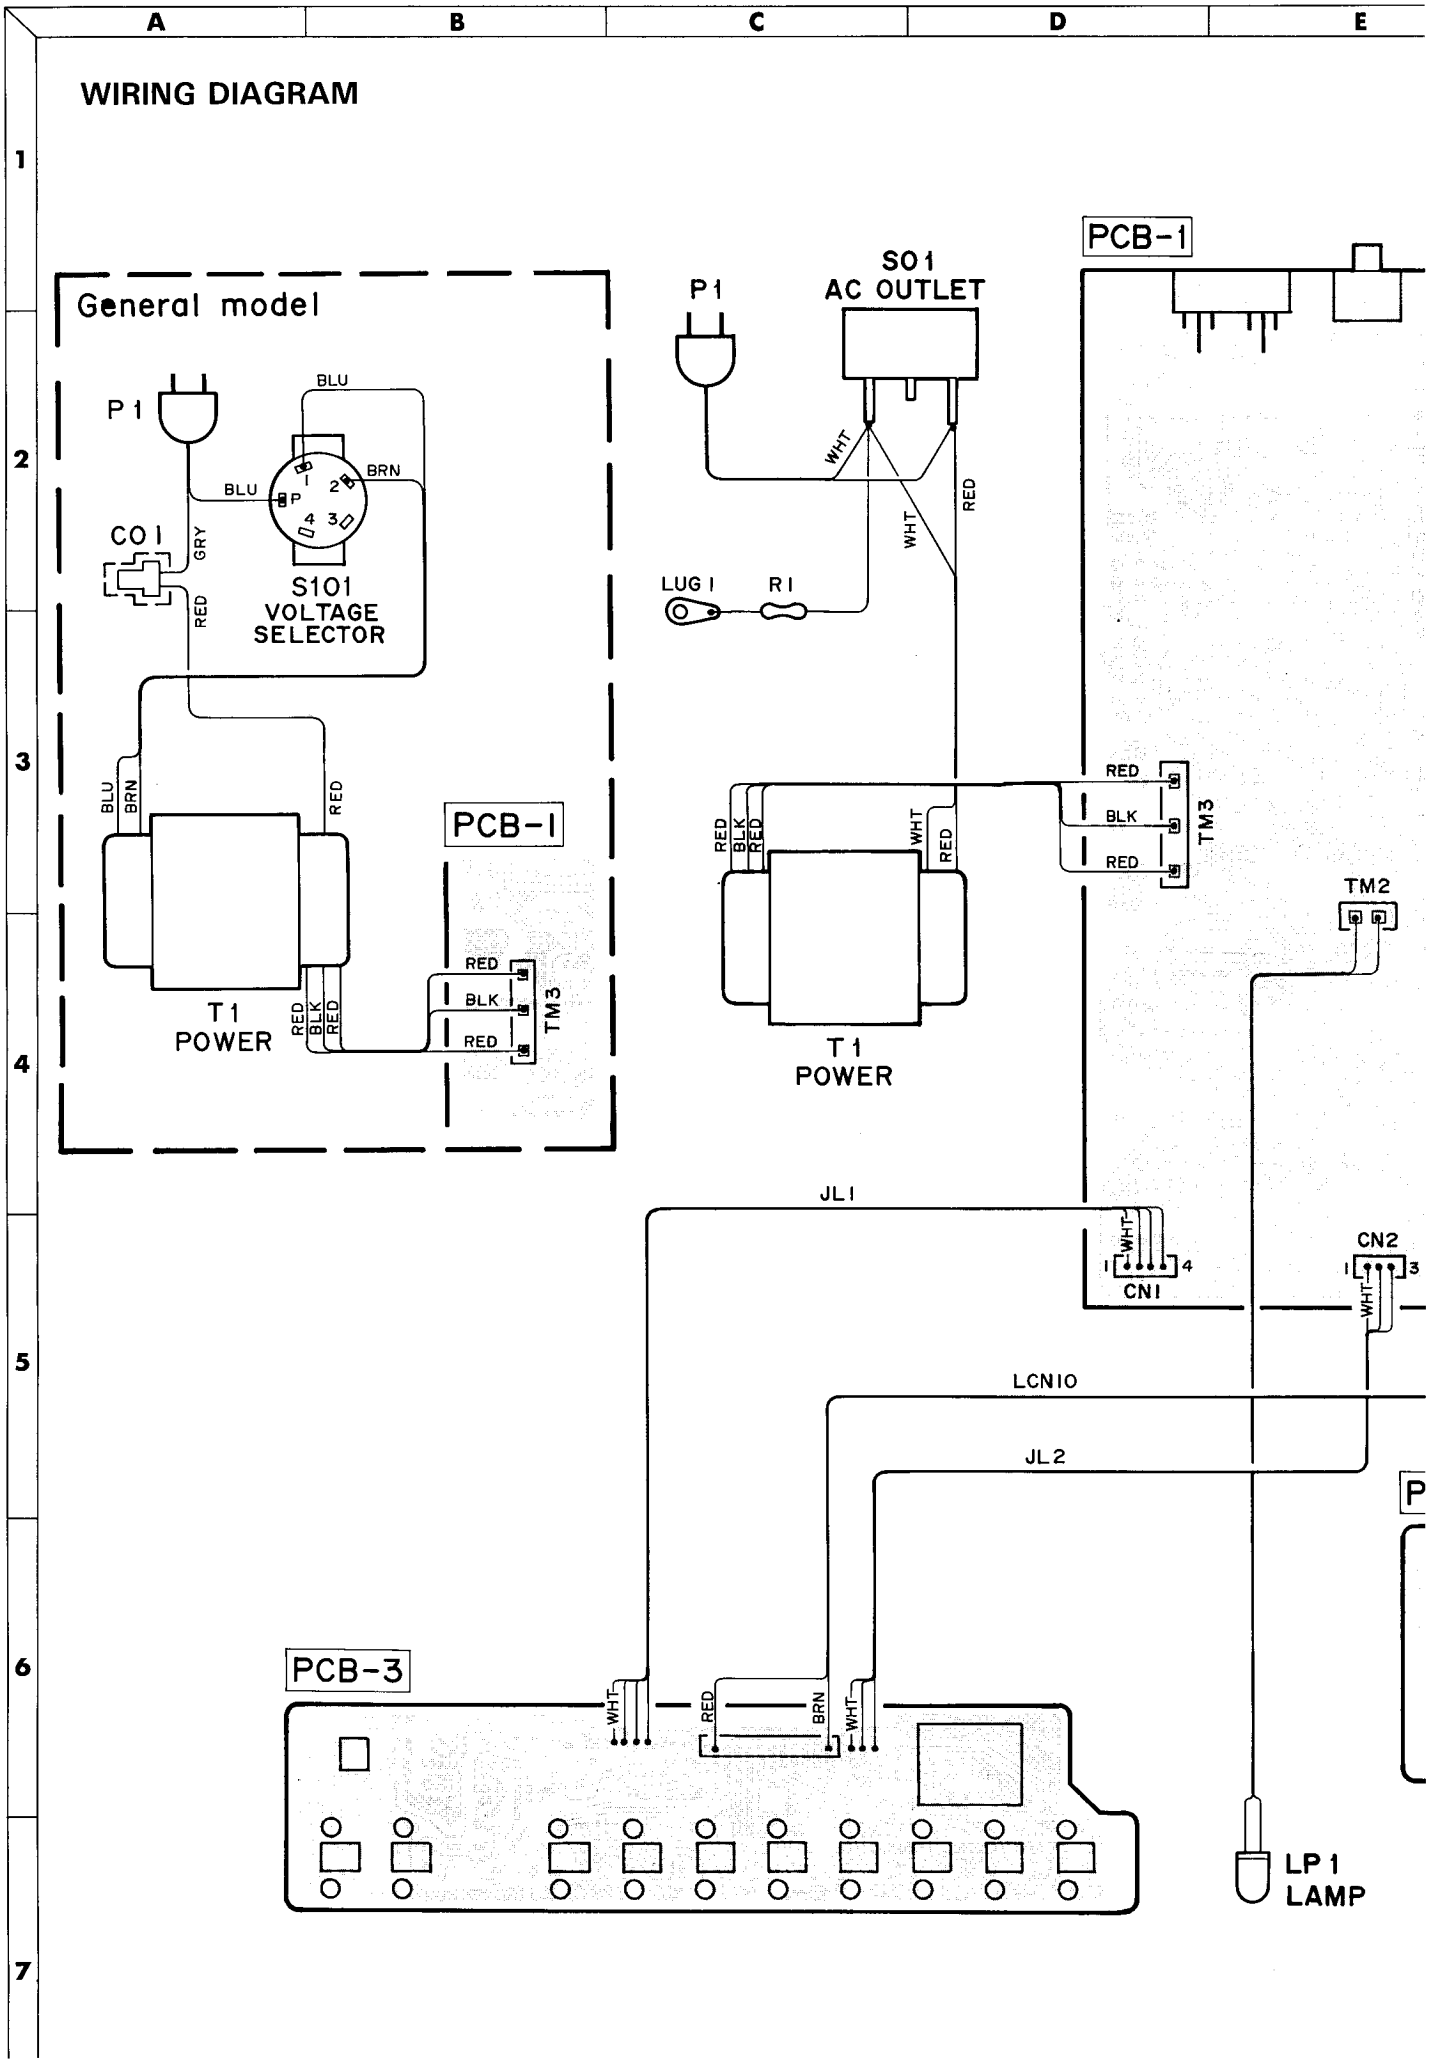 A B C D E
WIRING DIAGRAM
1
PCB-1
SO1
AC OUTLET
P1
General model
BLU
P1
2
WHT
BRN
1
2
BLU
P
RED
4
3
WHT
CO1
GRY
S101
VOLTAGE
SELECTOR
LUG1
R1
RED
3
RED
BLU
BRN
RED
PCB-1
RED
BLK
RED
WHT
RED
BLK
TM3
RED
TM2
RED
BLK
TM3
RED
T1
POWER
RED
BLK
RED
T1
POWER
4
JL1
WHT
1
4
CN1
CN2
1
3
WHT
5
LCN10
JL2
P
6
PCB-3
WHT
RED
BRN
WHT
LP1
LAMP
7